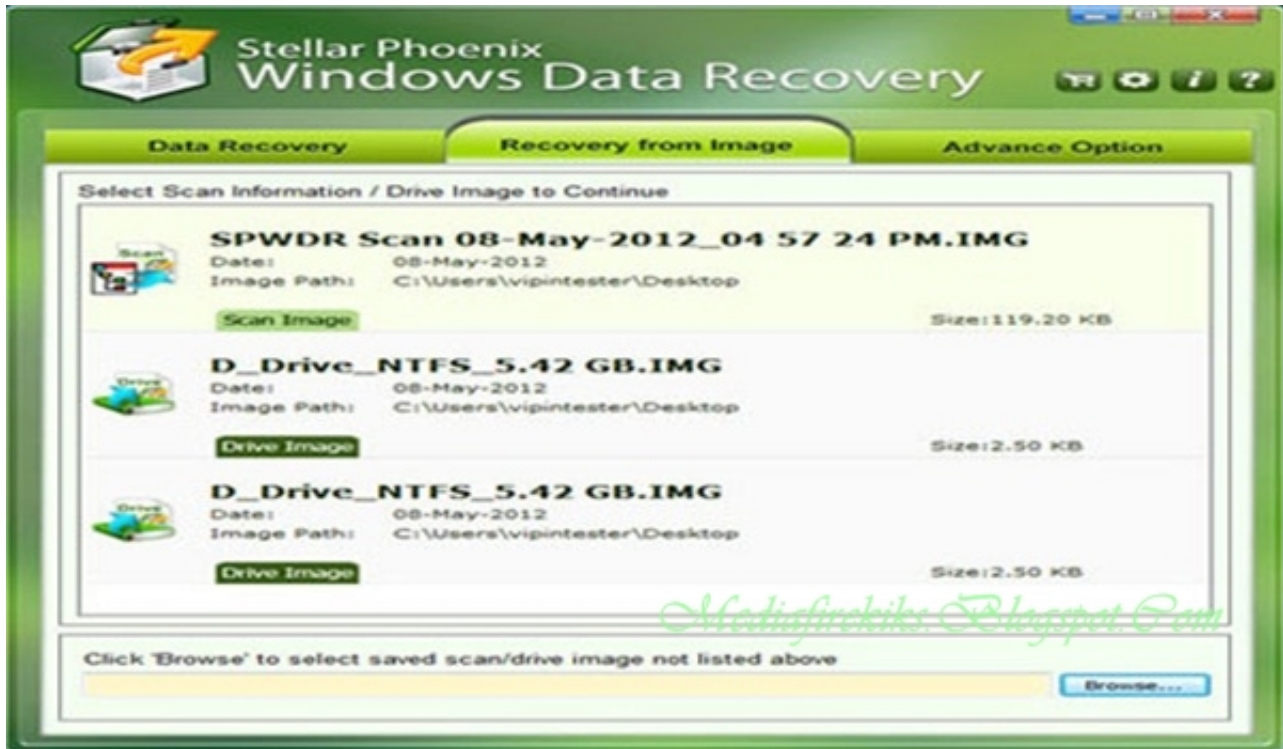 Stellar Phoenix
Windows Data Recovery
Data Recovery
Recovery from Image
Advance Option
Select Scan Information / Drive Image to Continue
Scan
SPWDR Scan 08-May-2012_04 57 24 PM.IMG
Date: 08-May-2012
Image Path: C:\Users\vipintester\Desktop
Scan Image Size:119.20 KB
Drive
D_Drive_NTFS_5.42 GB.IMG
Date: 08-May-2012
Image Path: C:\Users\vipintester\Desktop
Drive Image Size:2.50 KB
Drive
D_Drive_NTFS_5.42 GB.IMG
Date: 08-May-2012
Image Path: C:\Users\vipintester\Desktop
Drive Image Size:2.50 KB
Mediafirekiks.Blogspot.Com
Click 'Browse' to select saved scan/drive image not listed above
Browse...